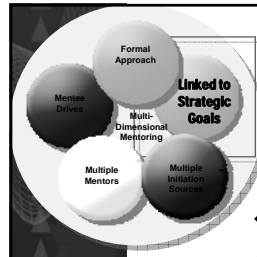 Formal
Approach
Linked to
Strategic
Goals
Mentee
Drives
Multi-
Dimensional
Mentoring
Multiple
Mentors
Multiple
Initiation
Sources